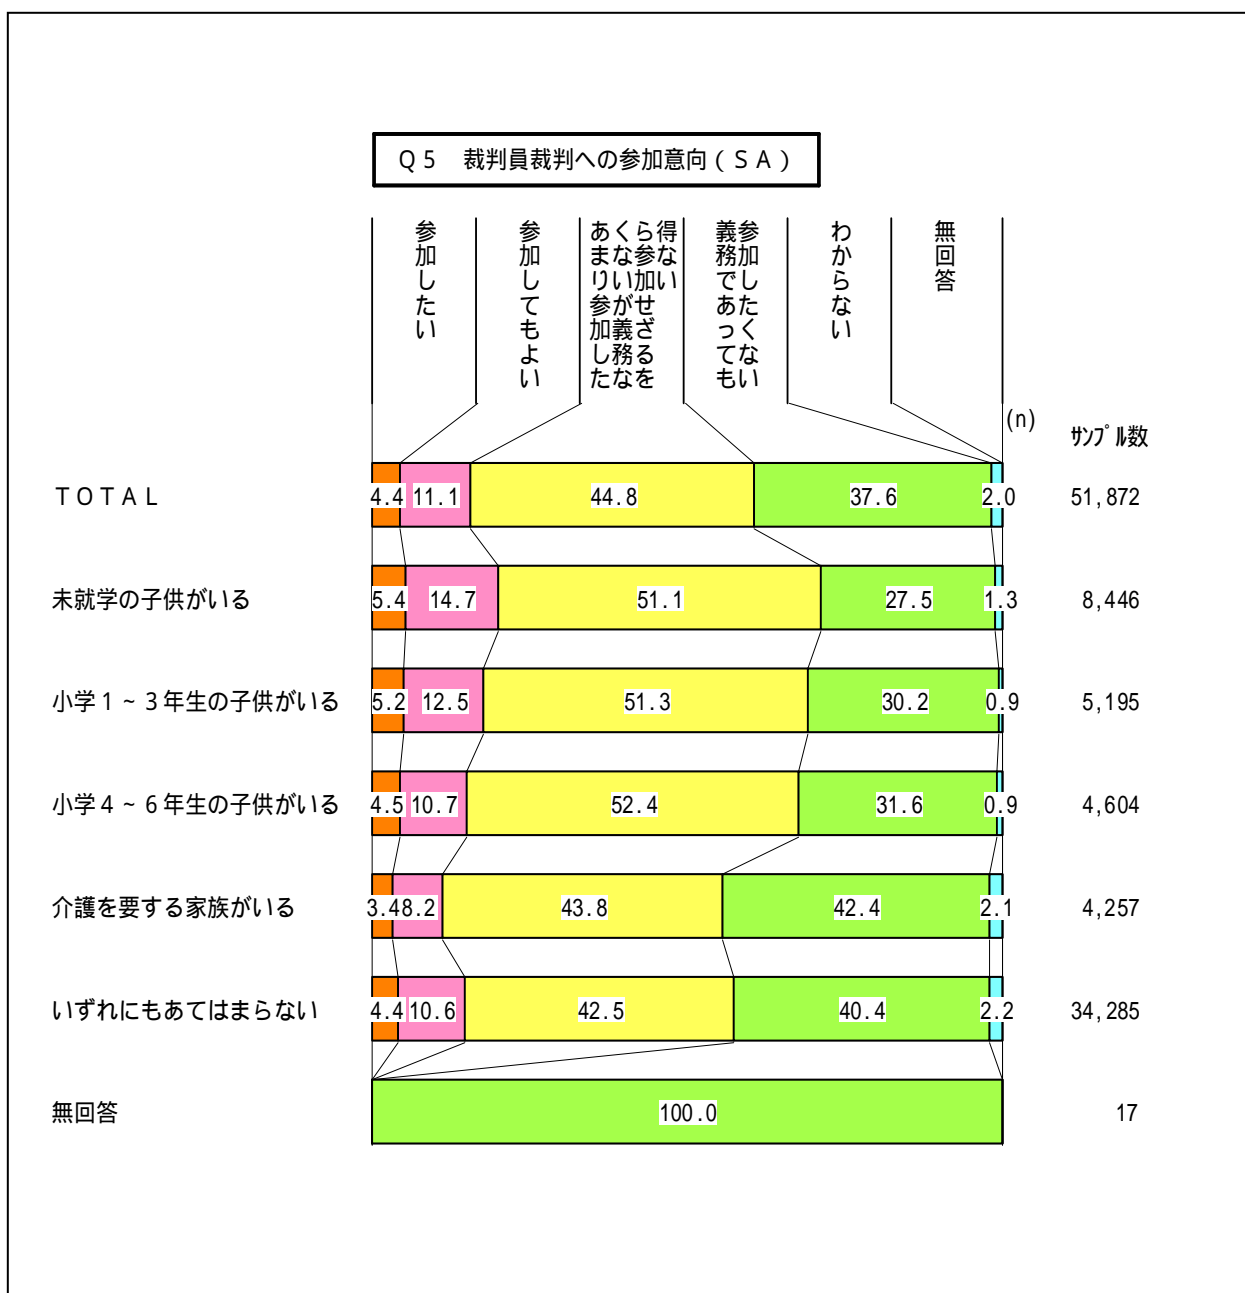 Ｑ５　裁判員裁判への参加意向（ＳＡ）
参加したい
参加してもよい
あまり参加した
くないが義務な
ら参加せざるを
得ない
義務であっても
参加したくない
わからない
無回答
(n)
ｻﾝﾌﾟﾙ数
ＴＯＴＡＬ 4.4 11.1 44.8 37.6 2.0 51,872
未就学の子供がいる 5.4 14.7 51.1 27.5 1.3 8,446
小学１～３年生の子供がいる 5.2 12.5 51.3 30.2 0.9 5,195
小学４～６年生の子供がいる 4.5 10.7 52.4 31.6 0.9 4,604
介護を要する家族がいる 3.4 8.2 43.8 42.4 2.1 4,257
いずれにもあてはまらない 4.4 10.6 42.5 40.4 2.2 34,285
無回答 100.0 17